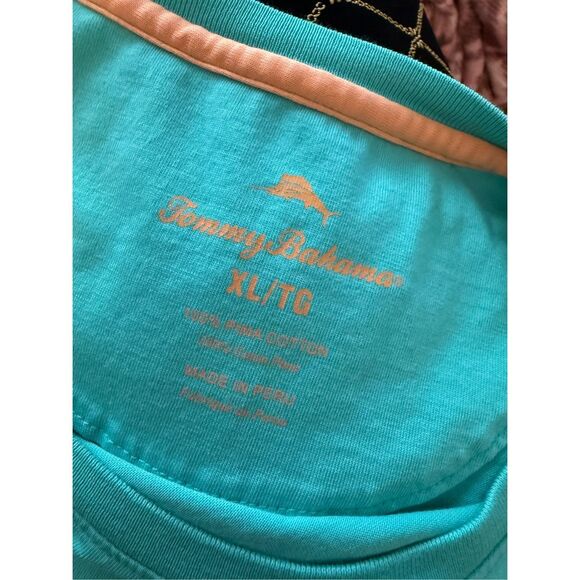 Tommy Bahama®
XL/TG
100% PIMA COTTON
100% Coton Pima
MADE IN PERU
Fabriqué au Pérou